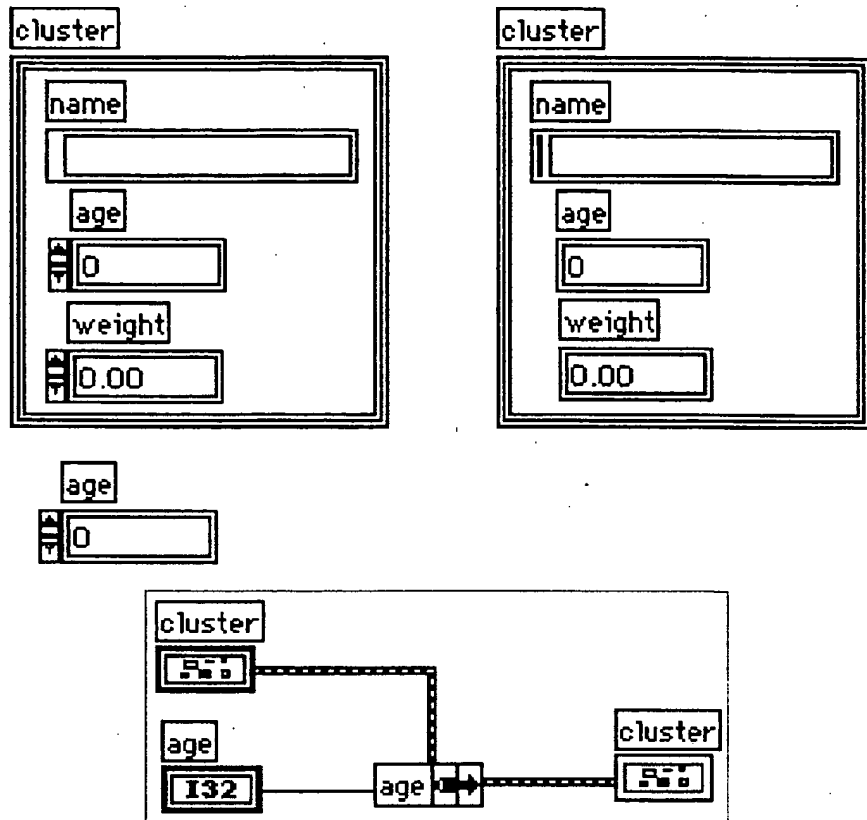 cluster
name
age
0
weight
0.00
cluster
name
age
0
weight
0.00
age
0
cluster
age
I32
age
cluster